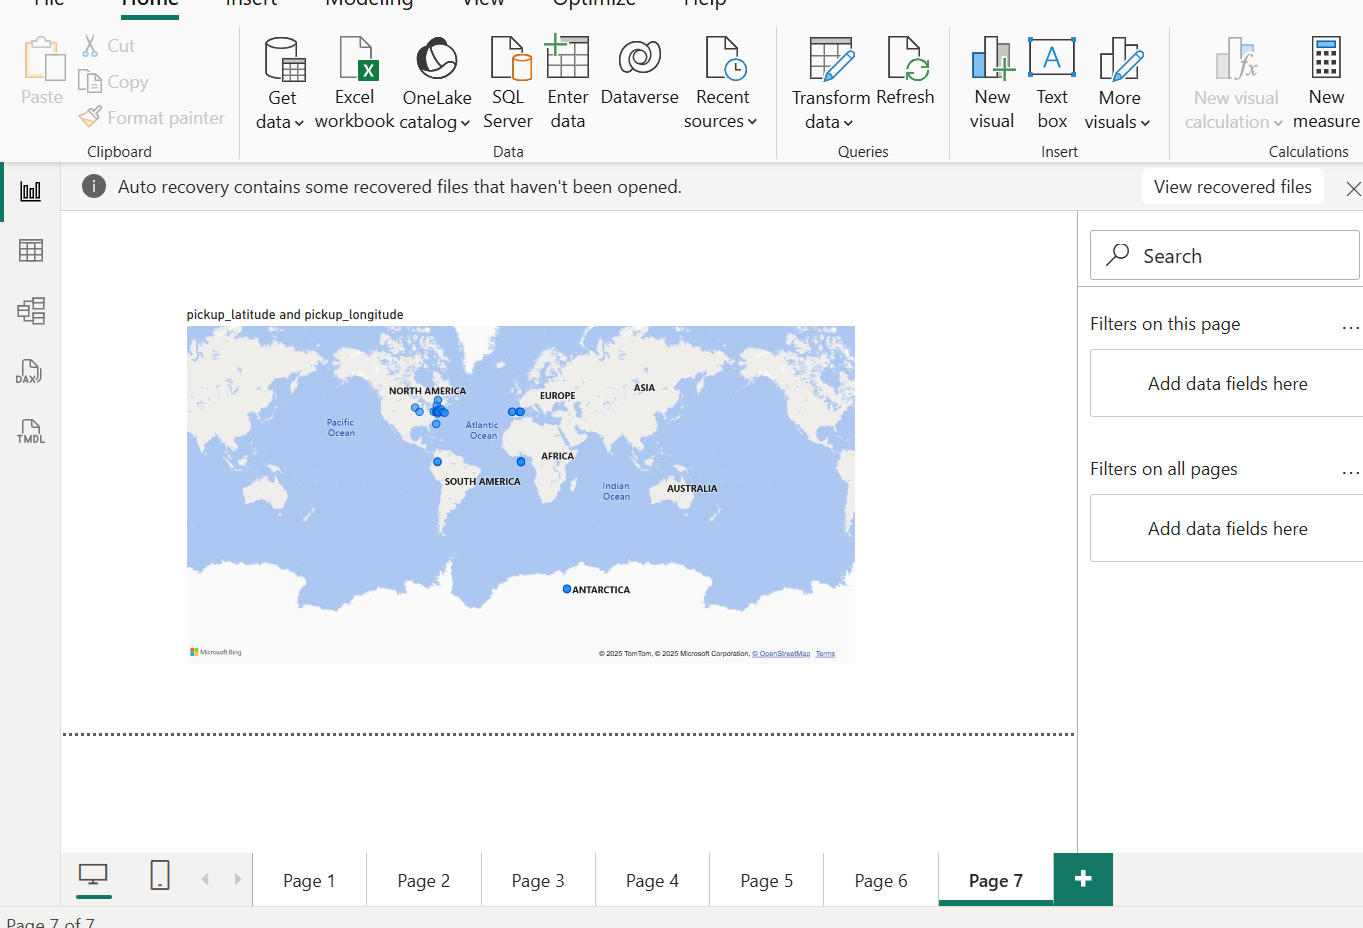 File Home Insert Modeling View Optimize Help
Paste
Cut
Copy
Format painter
Clipboard
Get data
Excel workbook
OneLake catalog
SQL Server
Enter data
Dataverse
Recent sources
Data
Transform data
Refresh
Queries
New visual
Text box
More visuals
Insert
New visual calculation
New measure
Calculations
Auto recovery contains some recovered files that haven't been opened.
View recovered files
DAX
TMDL
pickup_latitude and pickup_longitude
NORTH AMERICA
EUROPE
ASIA
Pacific
Ocean
Atlantic
Ocean
AFRICA
SOUTH AMERICA
Indian
Ocean
AUSTRALIA
ANTARCTICA
Microsoft Bing
© 2025 TomTom, © 2025 Microsoft Corporation, © OpenStreetMap Terms
Search
Filters on this page
...
Add data fields here
Filters on all pages
...
Add data fields here
Page 1
Page 2
Page 3
Page 4
Page 5
Page 6
Page 7
Page 7 of 7